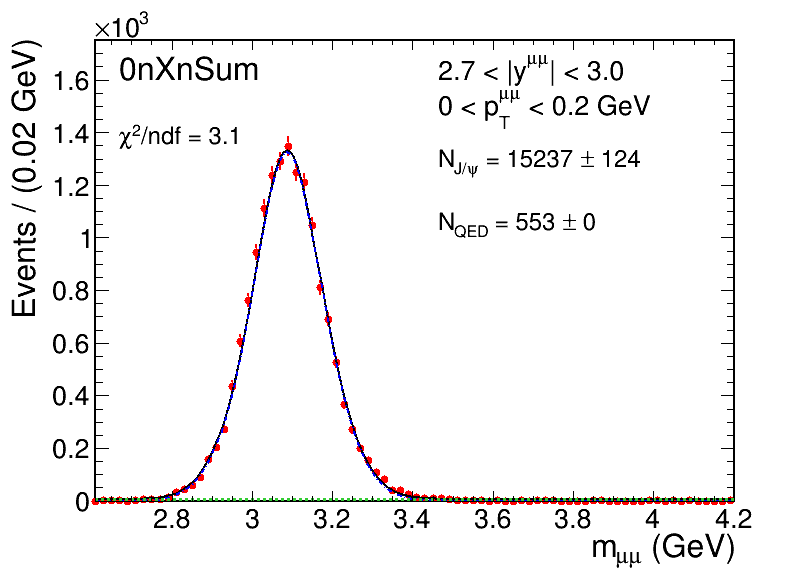 ×10³
0nXnSum
2.7 < |y^μμ| < 3.0
0 < p_T^μμ < 0.2 GeV
χ²/ndf = 3.1
N_J/ψ = 15237 ± 124
N_QED = 553 ± 0
Events / (0.02 GeV)
1.6
1.4
1.2
1
0.8
0.6
0.4
0.2
0
2.8 3 3.2 3.4 3.6 3.8 4 4.2
m_μμ (GeV)